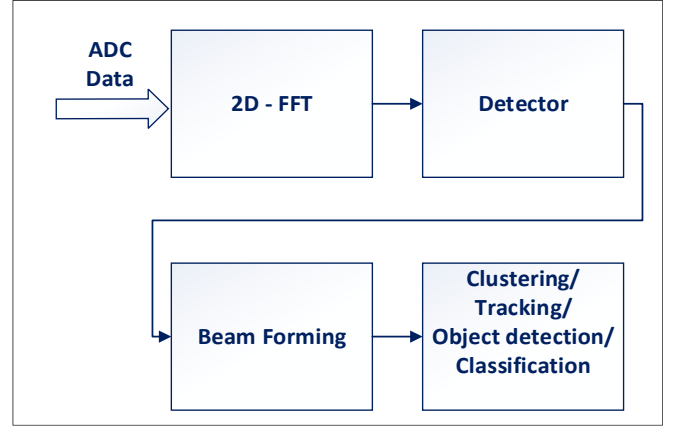 ADC
Data
2D - FFT
Detector
Beam Forming
Clustering/
Tracking/
Object detection/
Classification